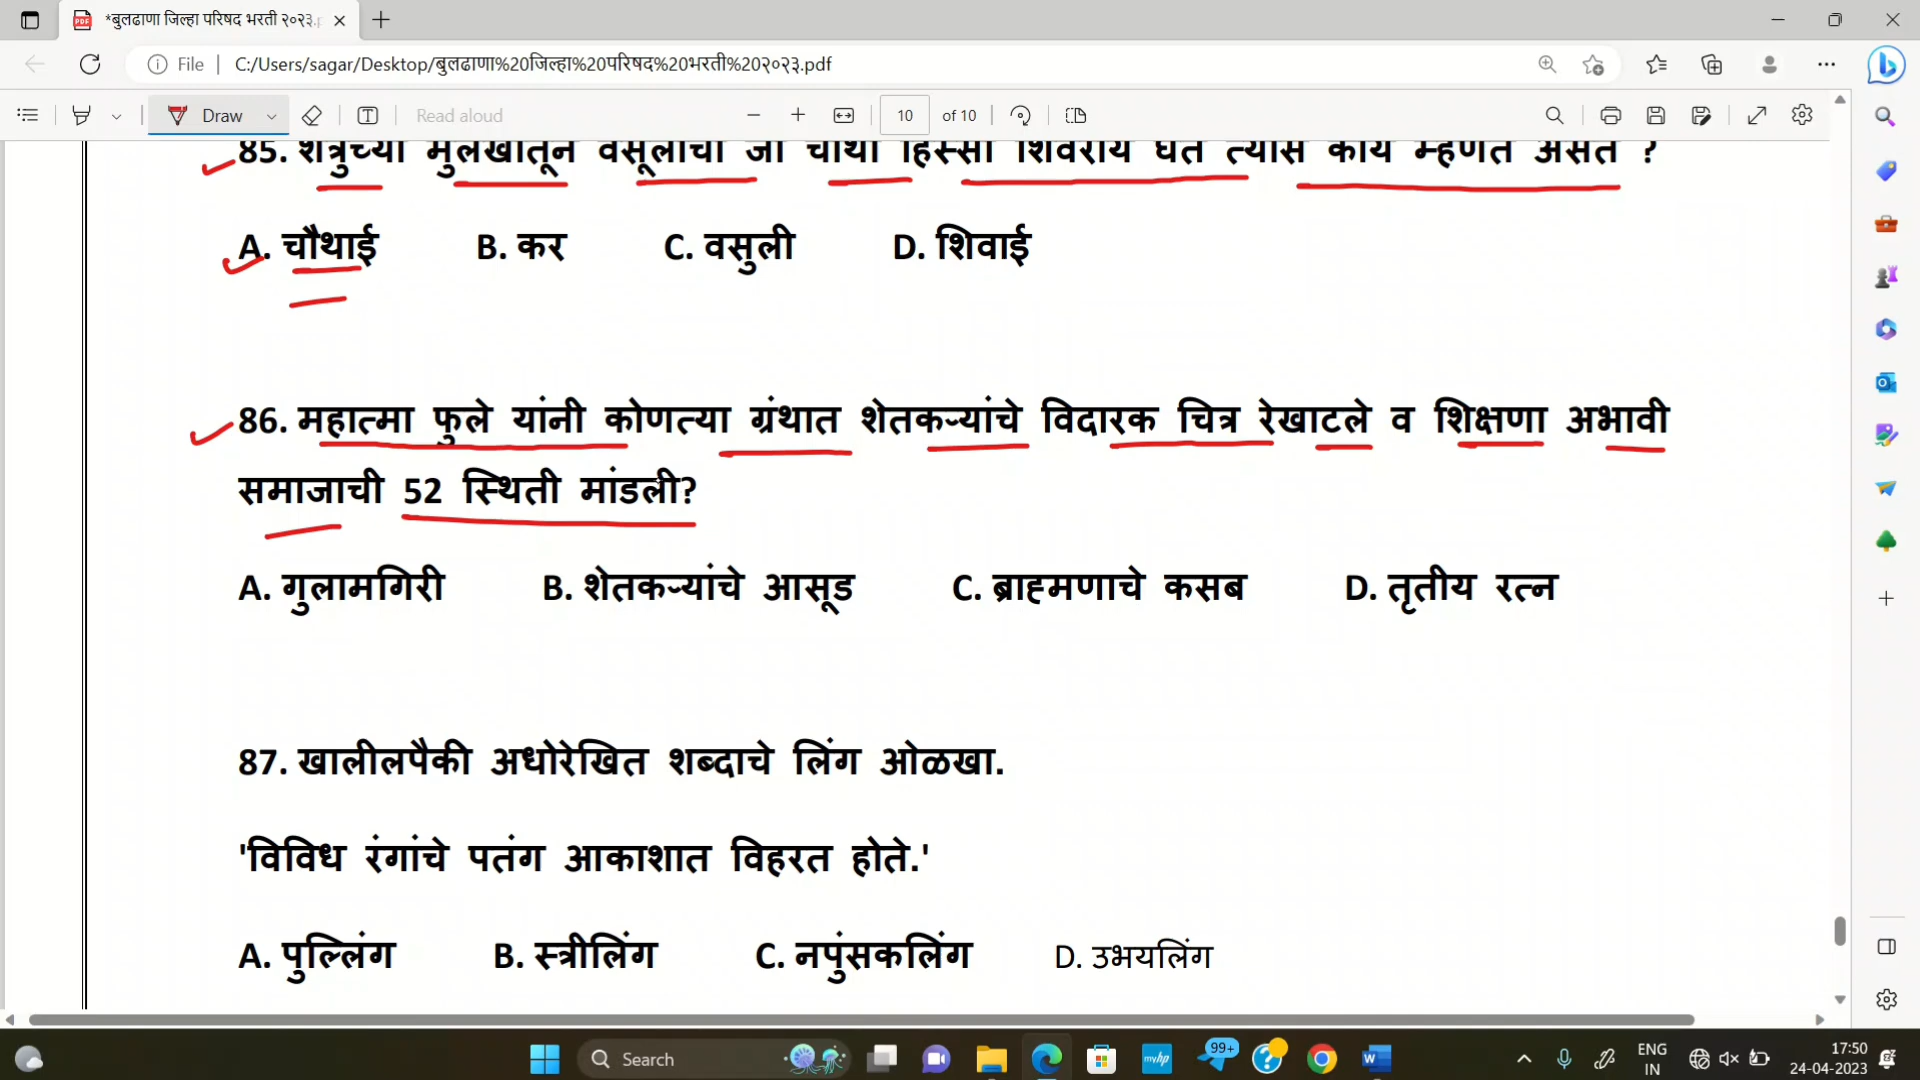 *बुलढाणा जिल्हा परिषद भरती २०२३.p
File C:/Users/sagar/Desktop/बुलढाणा%20जिल्हा%20परिषद%20भरती%20२०२३.pdf
Draw Read aloud 10 of 10
85. शत्रुच्या मुलखातून वसूलीचा जो चौथा हिस्सा शिवराय घेत त्यास काय म्हणत असत ?
A. चौथाई B. कर C. वसुली D. शिवाई
86. महात्मा फुले यांनी कोणत्या ग्रंथात शेतकऱ्यांचे विदारक चित्र रेखाटले व शिक्षणा अभावी
समाजाची 52 स्थिती मांडली?
A. गुलामगिरी B. शेतकऱ्यांचे आसूड C. ब्राह्मणाचे कसब D. तृतीय रत्न
87. खालीलपैकी अधोरेखित शब्दाचे लिंग ओळखा.
'विविध रंगांचे पतंग आकाशात विहरत होते.'
A. पुल्लिंग B. स्त्रीलिंग C. नपुंसकलिंग D. उभयलिंग
Search 99+ ENG 17:50
IN 24-04-2023